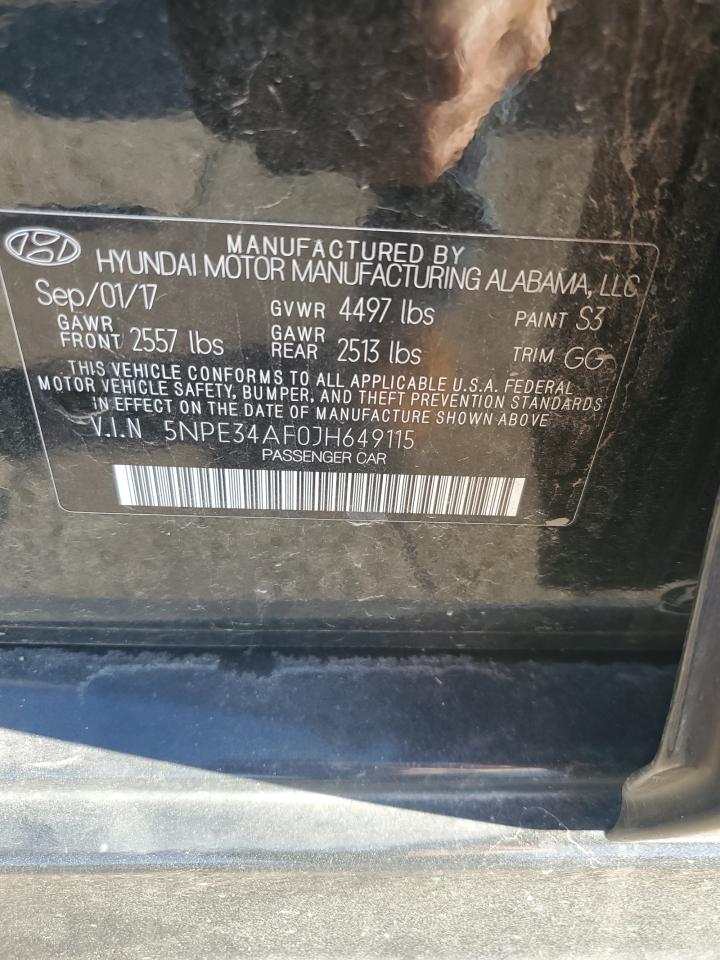 MANUFACTURED BY
HYUNDAI MOTOR MANUFACTURING ALABAMA, LLC
Sep/01/17 GVWR 4497 lbs PAINT S3
GAWR FRONT 2557 lbs GAWR REAR 2513 lbs TRIM GG
THIS VEHICLE CONFORMS TO ALL APPLICABLE U.S.A. FEDERAL
MOTOR VEHICLE SAFETY, BUMPER, AND THEFT PREVENTION STANDARDS
IN EFFECT ON THE DATE OF MANUFACTURE SHOWN ABOVE
V.I.N 5NPE34AF0JH649115
PASSENGER CAR